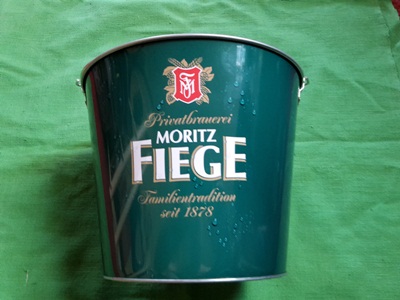 Privatbrauerei
MORITZ
FIEGE
Familientradition
seit 1878